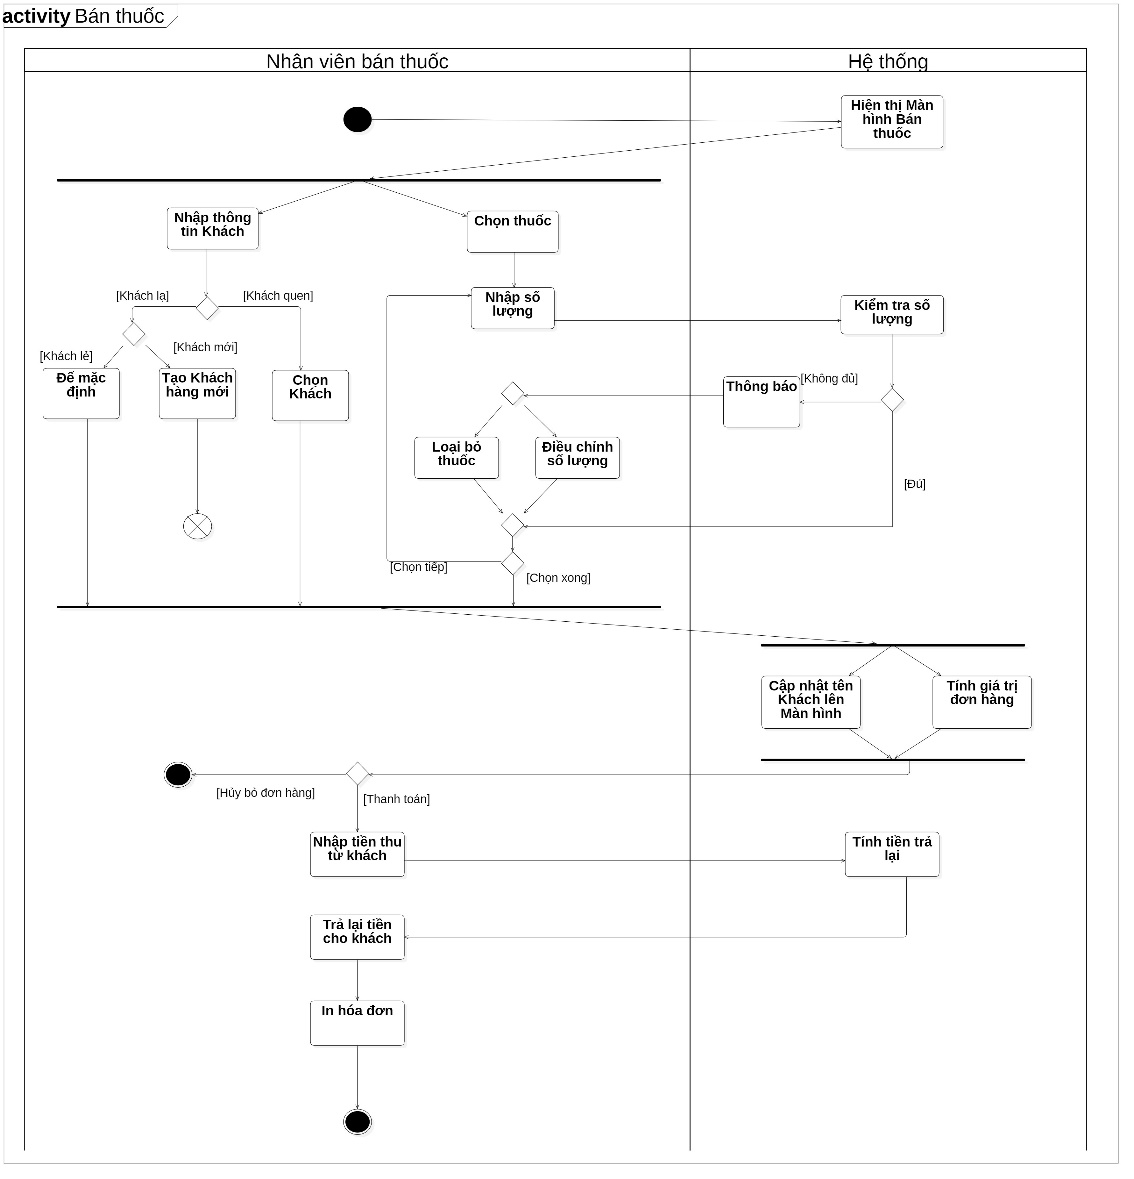 activity Bán thuốc
Nhân viên bán thuốc
Hệ thống
Hiện thị Màn
hình Bán
thuốc
Nhập thông
tin Khách
Chọn thuốc
[Khách lạ]
[Khách quen]
Nhập số
lượng
Kiểm tra số
lượng
[Khách lẻ]
[Khách mới]
Để mặc
định
Tạo Khách
hàng mới
Chọn
Khách
Thông báo
[Không đủ]
Loại bỏ
thuốc
Điều chỉnh
số lượng
[Đủ]
[Chọn tiếp]
[Chọn xong]
Cập nhật tên
Khách lên
Màn hình
Tính giá trị
đơn hàng
[Hủy bỏ đơn hàng]
[Thanh toán]
Nhập tiền thu
từ khách
Tính tiền trả
lại
Trả lại tiền
cho khách
In hóa đơn